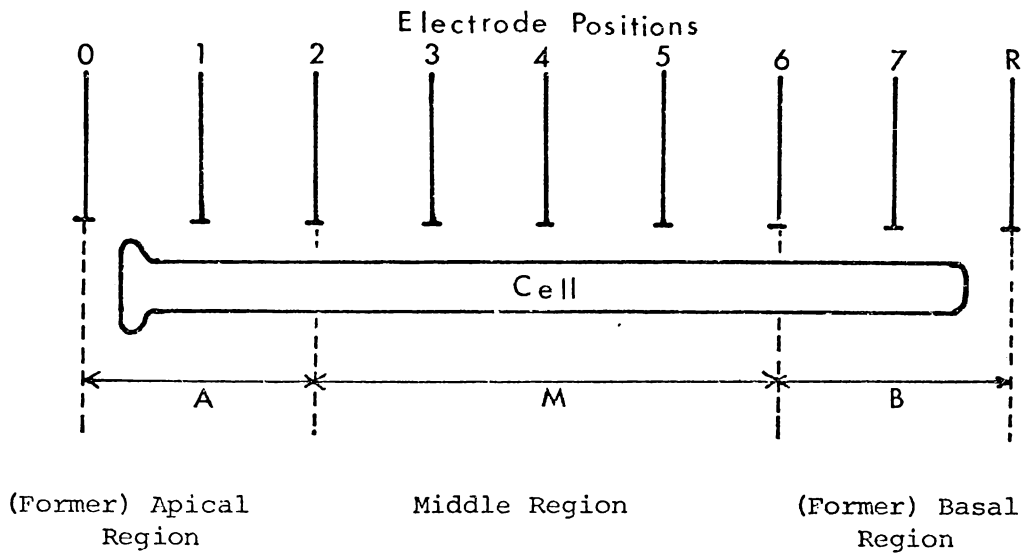 Electrode Positions
0 1 2 3 4 5 6 7 R
Cell
A M B
(Former) Apical Region
Middle Region
(Former) Basal Region